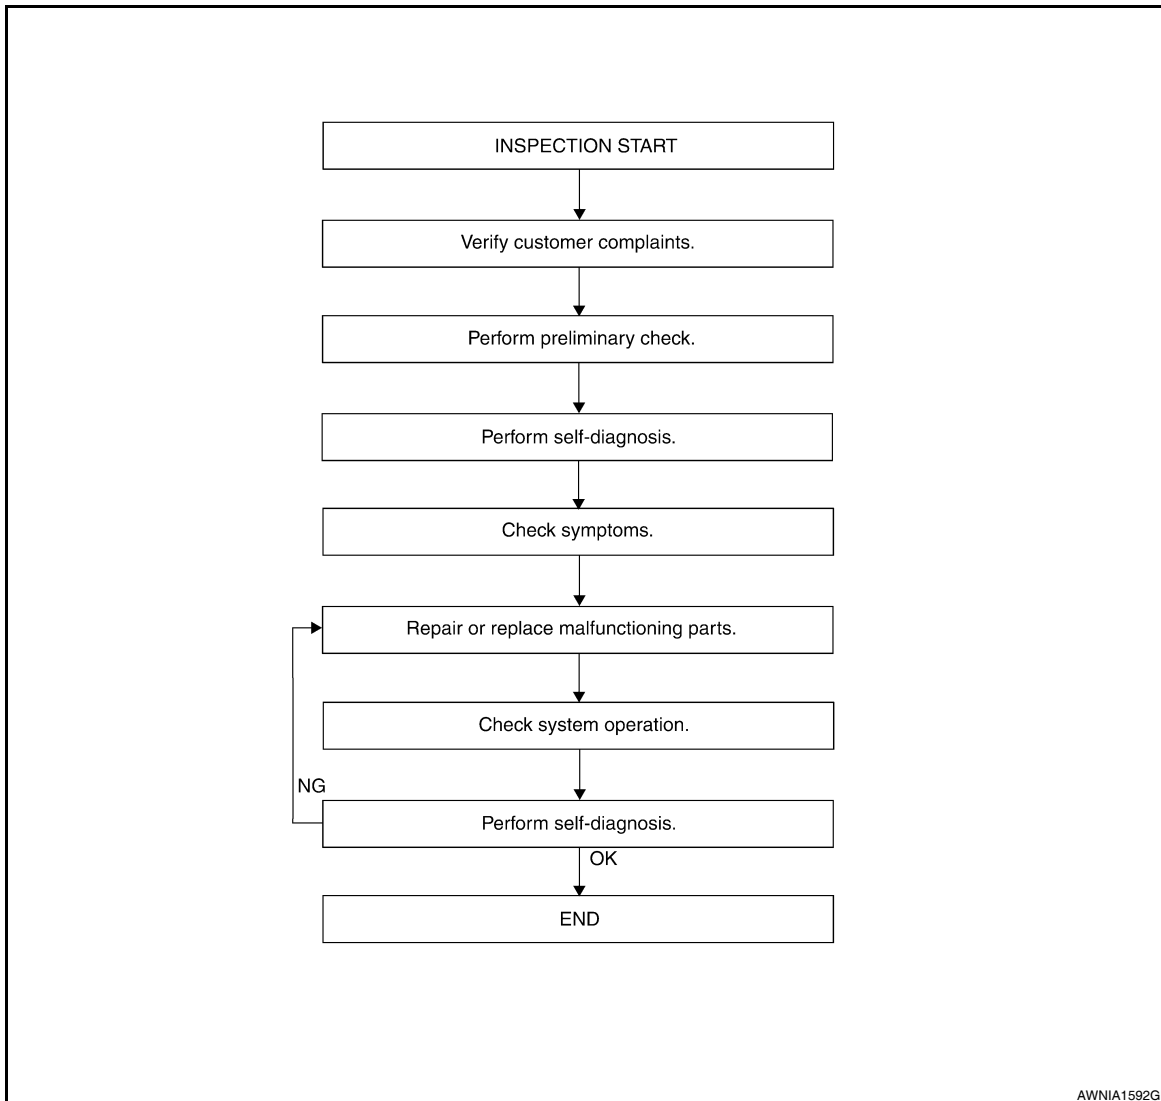 INSPECTION START
Verify customer complaints.
Perform preliminary check.
Perform self-diagnosis.
Check symptoms.
Repair or replace malfunctioning parts.
Check system operation.
NG
Perform self-diagnosis.
OK
END
AWNIA1592G